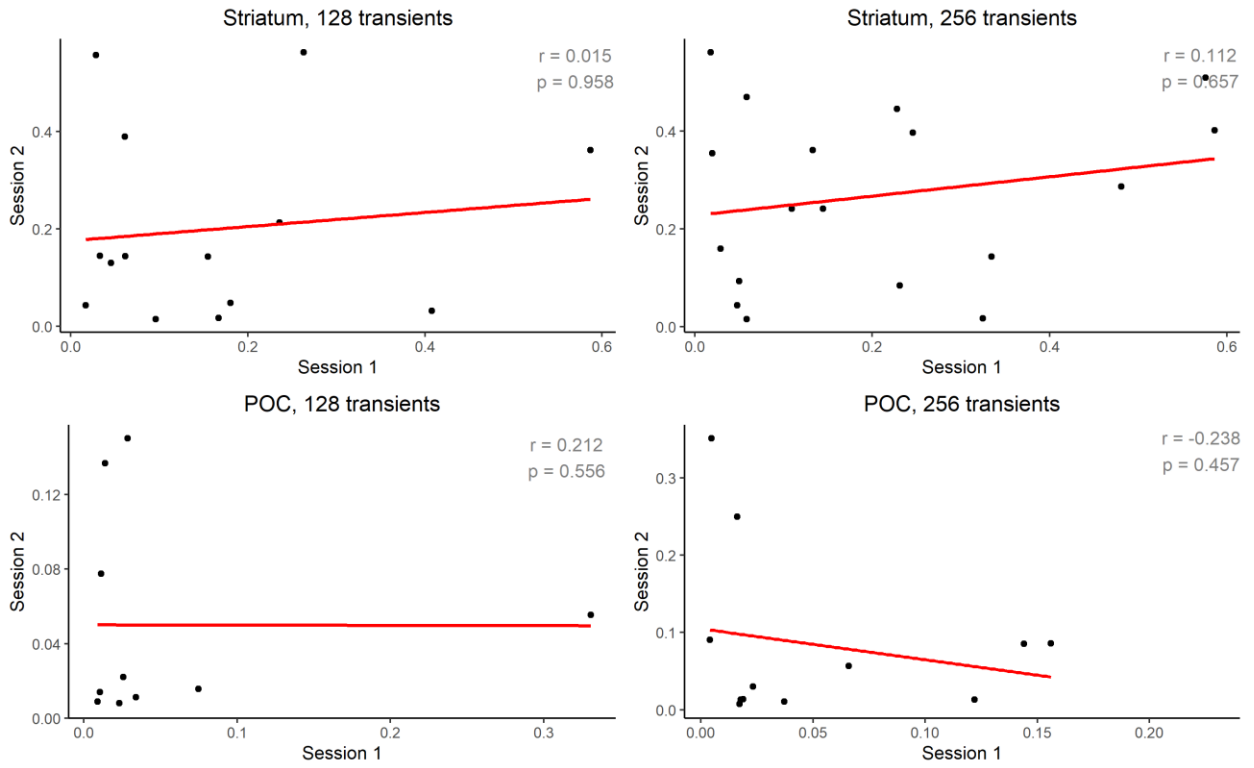 Striatum, 128 transients
r = 0.015
p = 0.958
Session 2
0.4
0.2
0.0
0.0 0.2 0.4 0.6
Session 1
Striatum, 256 transients
r = 0.112
p = 0.657
Session 2
0.4
0.2
0.0
0.0 0.2 0.4 0.6
Session 1
POC, 128 transients
r = 0.212
p = 0.556
Session 2
0.12
0.08
0.04
0.00
0.0 0.1 0.2 0.3
Session 1
POC, 256 transients
r = -0.238
p = 0.457
Session 2
0.3
0.2
0.1
0.0
0.00 0.05 0.10 0.15 0.20
Session 1